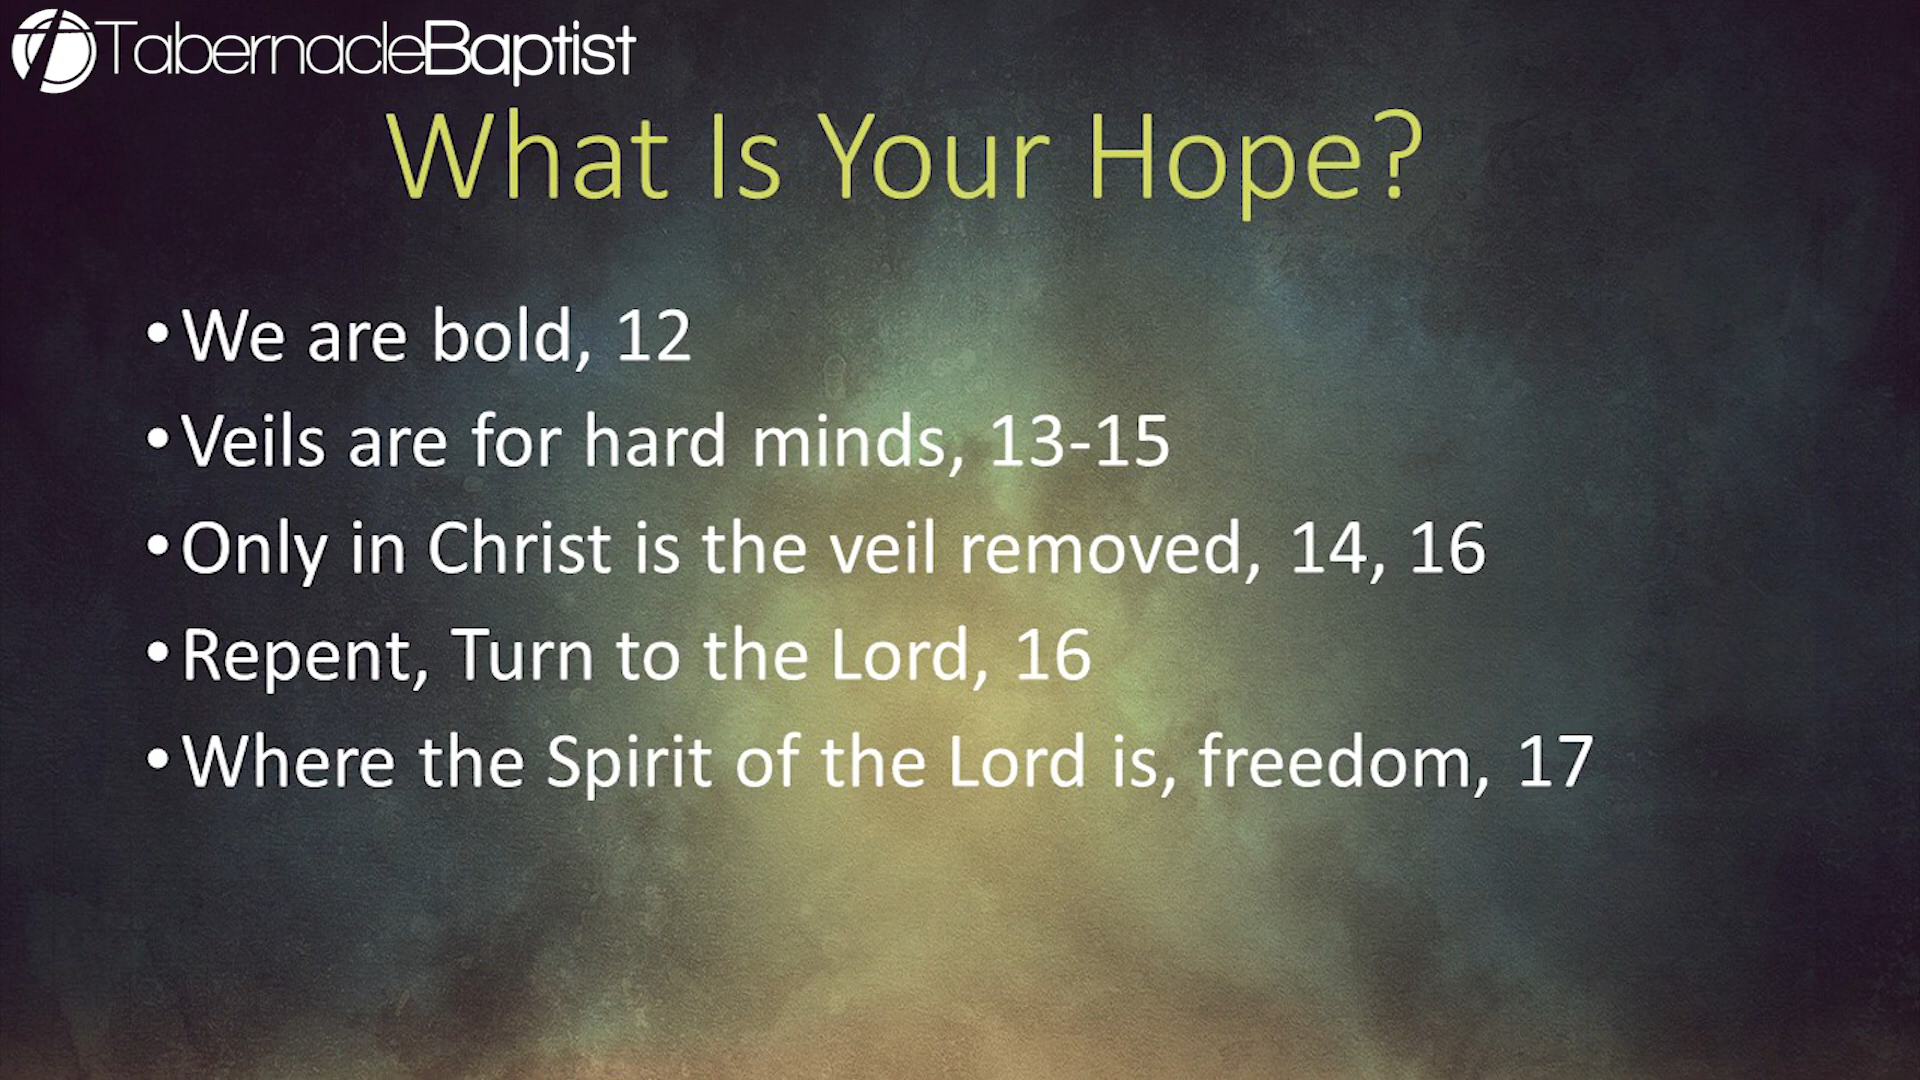 TabernacleBaptist
What Is Your Hope?
• We are bold, 12
• Veils are for hard minds, 13-15
• Only in Christ is the veil removed, 14, 16
• Repent, Turn to the Lord, 16
• Where the Spirit of the Lord is, freedom, 17